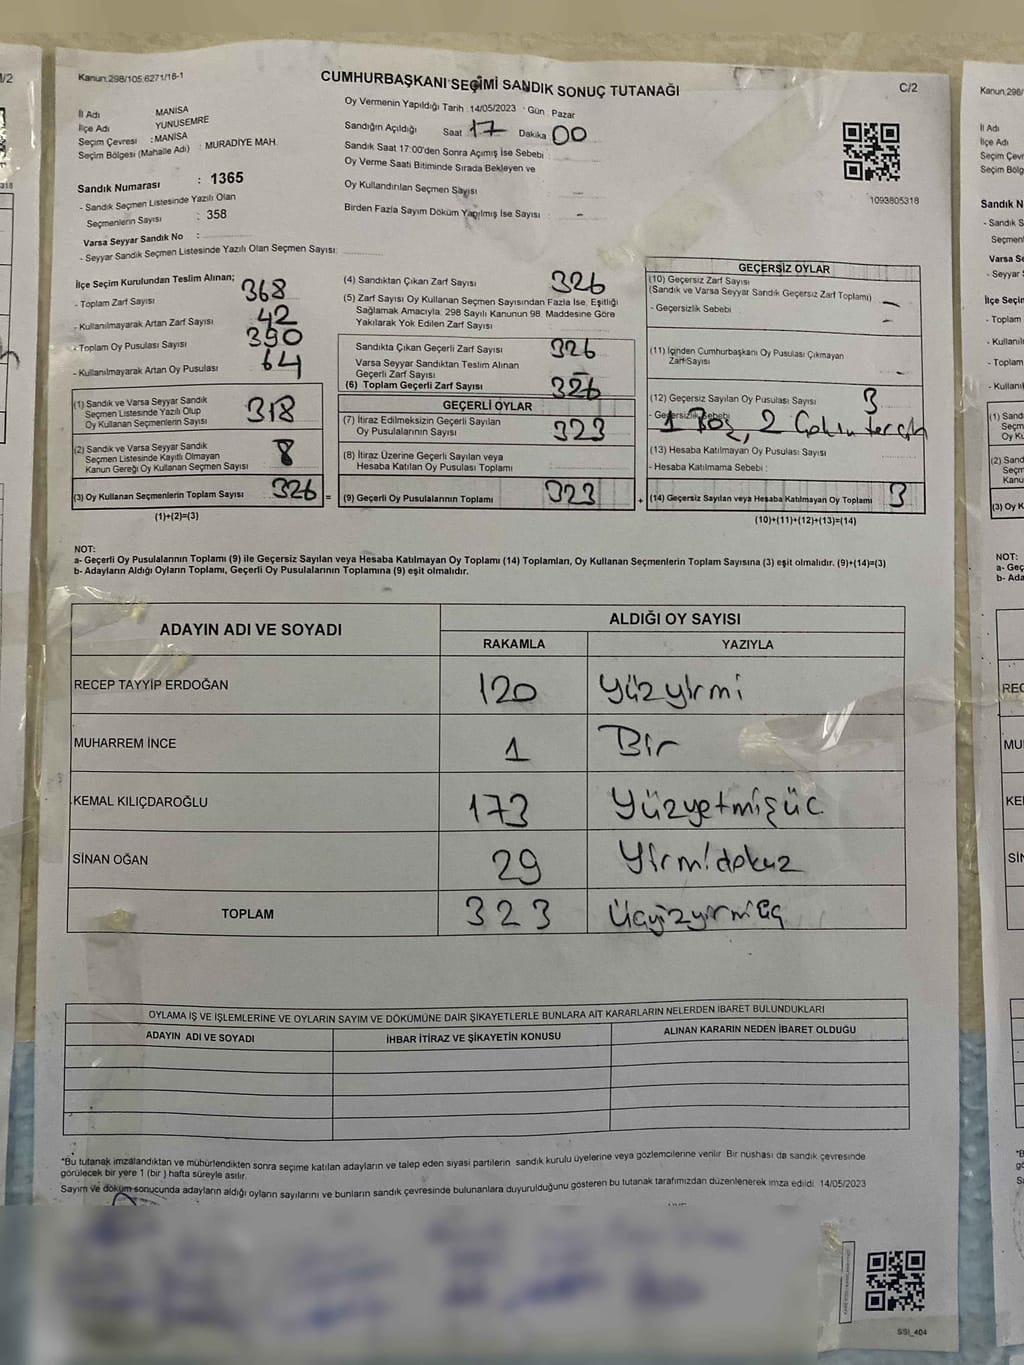 Kanun:298/105:6271/16-1
CUMHURBAŞKANI SEÇİMİ SANDIK SONUÇ TUTANAĞI
C/2
İl Adı MANİSA
İlçe Adı YUNUSEMRE
Seçim Çevresi : MANİSA
Seçim Bölgesi (Mahalle Adı) : MURADİYE MAH.
Sandık Numarası : 1365
- Sandık Seçmen Listesinde Yazılı Olan
Seçmenlerin Sayısı : 358
Varsa Seyyar Sandık No :
- Seyyar Sandık Listesinde Yazılı Olan Seçmen Sayısı:
Oy Vermenin Yapıldığı Tarih :14/05/2023 Gün Pazar
Sandığın Açıldığı Saat 17 Dakika 00
Sandık Saat 17:00'den Sonra Açımış İse Sebebi :
Oy Verme Saati Bitiminde Sırada Bekleyen ve
Oy Kullandırılan Seçmen Sayısı —
Birden Fazla Sayım Döküm Yapılmış İse Sayısı : -
1093805318
İlçe Seçim Kurulundan Teslim Alınan;
- Toplam Zarf Sayısı 368
- Kullanılmayarak Artan Zarf Sayısı 42
- Toplam Oy Pusulası Sayısı 390
- Kullanılmayarak Artan Oy Pusulası 64
(1) Sandık ve Varsa Seyyar Sandık
Seçmen Listesinde Yazılı Olup
Oy Kullanan Seçmenlerin Sayısı 318
(2) Sandık ve Varsa Seyyar Sandık
Seçmen Listesinde Kayıtlı Olmayan
Kanun Gereği Oy Kullanan Seçmen Sayısı 8
(3) Oy Kullanan Seçmenlerin Toplam Sayısı 326 =
(1)+(2)=(3)
(4) Sandıktan Çıkan Zarf Sayısı 326
(5) Zarf Sayısı Oy Kullanan Seçmen Sayısından Fazla İse, Eşitliği
Sağlamak Amacıyla, 298 Sayılı Kanunun 98. Maddesine Göre
Yakılarak Yok Edilen Zarf Sayısı
Sandıkta Çıkan Geçerli Zarf Sayısı 326
Varsa Seyyar Sandıktan Teslim Alınan
Geçerli Zarf Sayısı —
(6) Toplam Geçerli Zarf Sayısı 326
GEÇERLİ OYLAR
(7) İtiraz Edilmeksizin Geçerli Sayılan
Oy Pusulalarının Sayısı 323
(8) İtiraz Üzerine Geçerli Sayılan veya
Hesaba Katılan Oy Pusulası Toplamı
(9) Geçerli Oy Pusulalarının Toplamı 323 +
GEÇERSİZ OYLAR
(10) Geçersiz Zarf Sayısı
(Sandık ve Varsa Seyyar Sandık Geçersiz Zarf Toplamı) —
- Geçersizlik Sebebi : —
(11) İçinden Cumhurbaşkanı Oy Pusulası Çıkmayan
Zarf Sayısı —
(12) Geçersiz Sayılan Oy Pusulası Sayısı 3
- Geçersizlik Sebebi 1 Boş, 2 Çoklu tercih
(13) Hesaba Katılmayan Oy Pusulası Sayısı
- Hesaba Katılmama Sebebi :
(14) Geçersiz Sayılan veya Hesaba Katılmayan Oy Toplamı 3
(10)+(11)+(12)+(13)=(14)
NOT:
a- Geçerli Oy Pusulalarının Toplamı (9) ile Geçersiz Sayılan veya Hesaba Katılmayan Oy Toplamı (14) Toplamları, Oy Kullanan Seçmenlerin Toplam Sayısına (3) eşit olmalıdır. (9)+(14)=(3)
b- Adayların Aldığı Oyların Toplamı, Geçerli Oy Pusulalarının Toplamına (9) eşit olmalıdır.
ADAYIN ADI VE SOYADI ALDIĞI OY SAYISI
RAKAMLA YAZIYLA
RECEP TAYYİP ERDOĞAN 120 Yüzyirmi
MUHARREM İNCE 1 Bir
KEMAL KILIÇDAROĞLU 173 Yüzyetmişüç
SİNAN OĞAN 29 Yirmidokuz
TOPLAM 323 Üçyüzyirmiüç
OYLAMA İŞ VE İŞLEMLERİNE VE OYLARIN SAYIM VE DÖKÜMÜNE DAİR ŞİKAYETLERLE BUNLARA AİT KARARLARIN NELERDEN İBARET BULUNDUKLARI
ADAYIN ADI VE SOYADI İHBAR İTİRAZ VE ŞİKAYETİN KONUSU ALINAN KARARIN NEDEN İBARET OLDUĞU
*Bu tutanak imzalandıktan ve mühürlendikten sonra seçime katılan adayların ve talep eden siyasi partilerin sandık kurulu üyelerine veya gözlemcilerine verilir. Bir nüshası da sandık çevresinde
görülecek bir yere 1 (bir) hafta süreyle asılır.
Sayım ve döküm sonucunda adayların aldığı oyların sayılarını ve bunların sandık çevresinde bulunanlara duyurulduğunu gösteren bu tutanak tarafımızdan düzenlenerek imza edildi. 14/05/2023
SSI_404